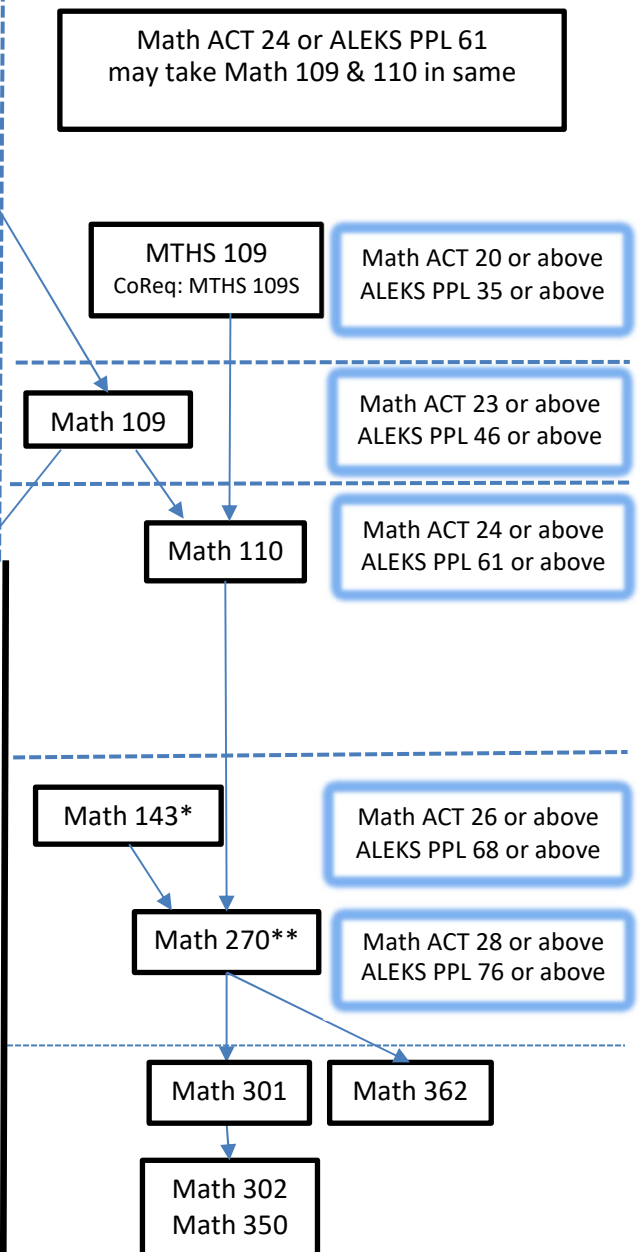 Math ACT 24 or ALEKS PPL 61
may take Math 109 & 110 in same
MTHS 109
CoReq: MTHS 109S
Math ACT 20 or above
ALEKS PPL 35 or above
Math 109
Math ACT 23 or above
ALEKS PPL 46 or above
Math 110
Math ACT 24 or above
ALEKS PPL 61 or above
Math 143*
Math ACT 26 or above
ALEKS PPL 68 or above
Math 270**
Math ACT 28 or above
ALEKS PPL 76 or above
Math 301
Math 362
Math 302
Math 350